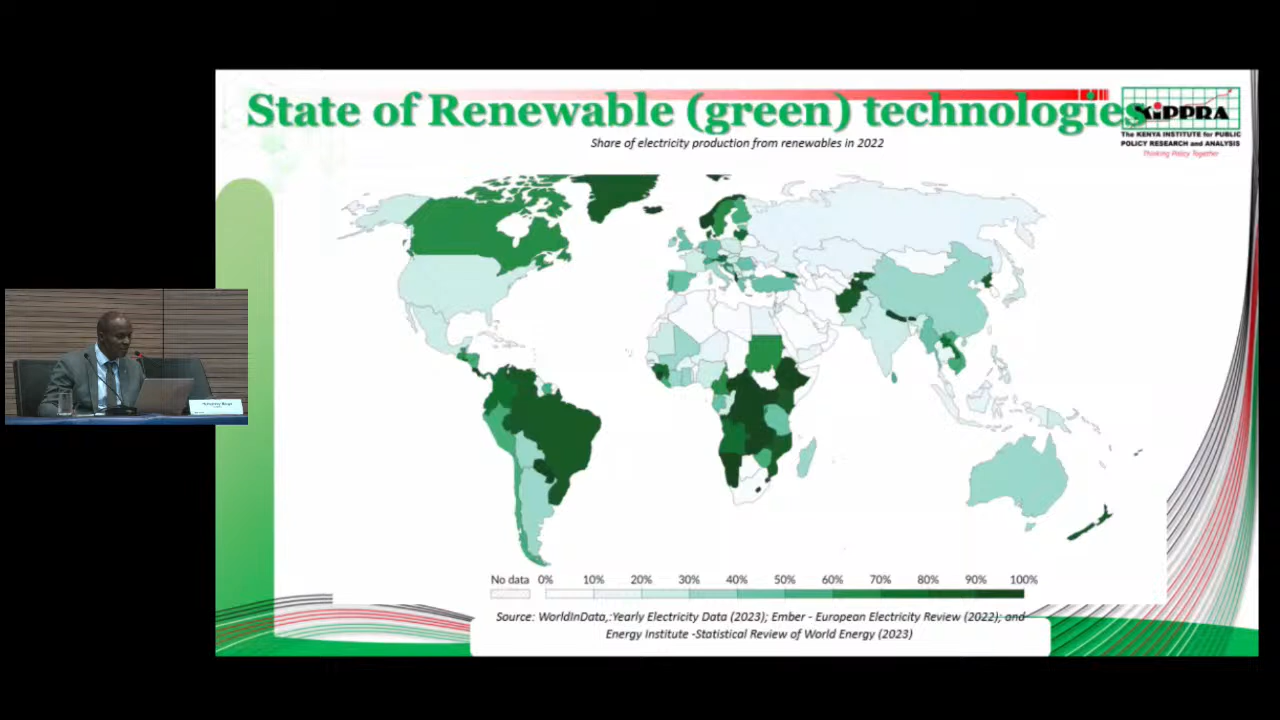 State of Renewable (green) technologies
KIPPRA
The KENYA INSTITUTE for PUBLIC
POLICY RESEARCH and ANALYSIS
Thinking Policy Together
Share of electricity production from renewables in 2022
No data 0% 10% 20% 30% 40% 50% 60% 70% 80% 90% 100%
Source: WorldInData,:Yearly Electricity Data (2023); Ember - European Electricity Review (2022); and
Energy Institute -Statistical Review of World Energy (2023)